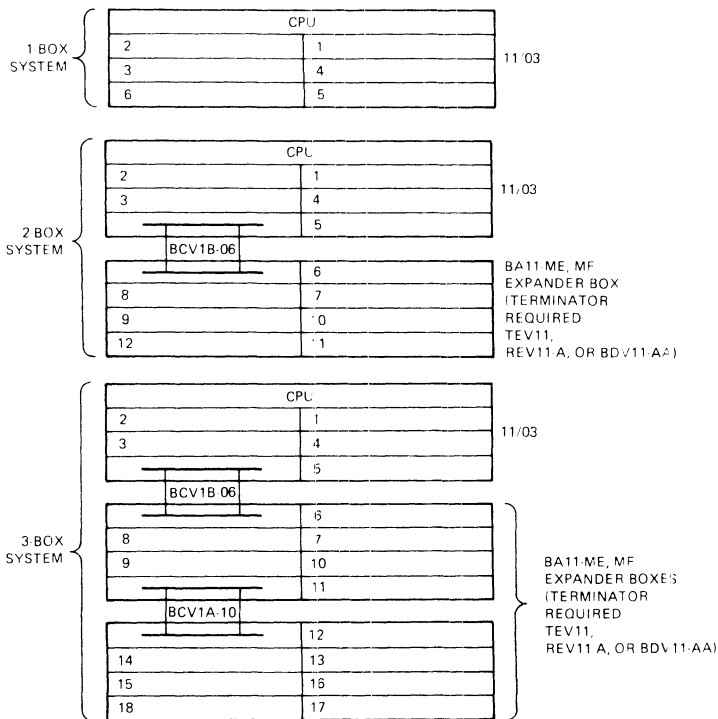 CPU
1 BOX
SYSTEM
2 1
3 4
6 5
11/03
CPU
2 1
3 4
5
11/03
2 BOX
SYSTEM
BCV1B-06
6
8 7
9 10
12 11
BA11-ME, MF
EXPANDER BOX
(TERMINATOR
REQUIRED
TEV11,
REV11-A, OR BDV11-AA)
CPU
2 1
3 4
5
11/03
3-BOX
SYSTEM
BCV1B-06
6
8 7
9 10
11
BCV1A-10
12
14 13
15 16
18 17
BA11-ME, MF
EXPANDER BOXES
(TERMINATOR
REQUIRED
TEV11,
REV11 A, OR BDV11-AA)